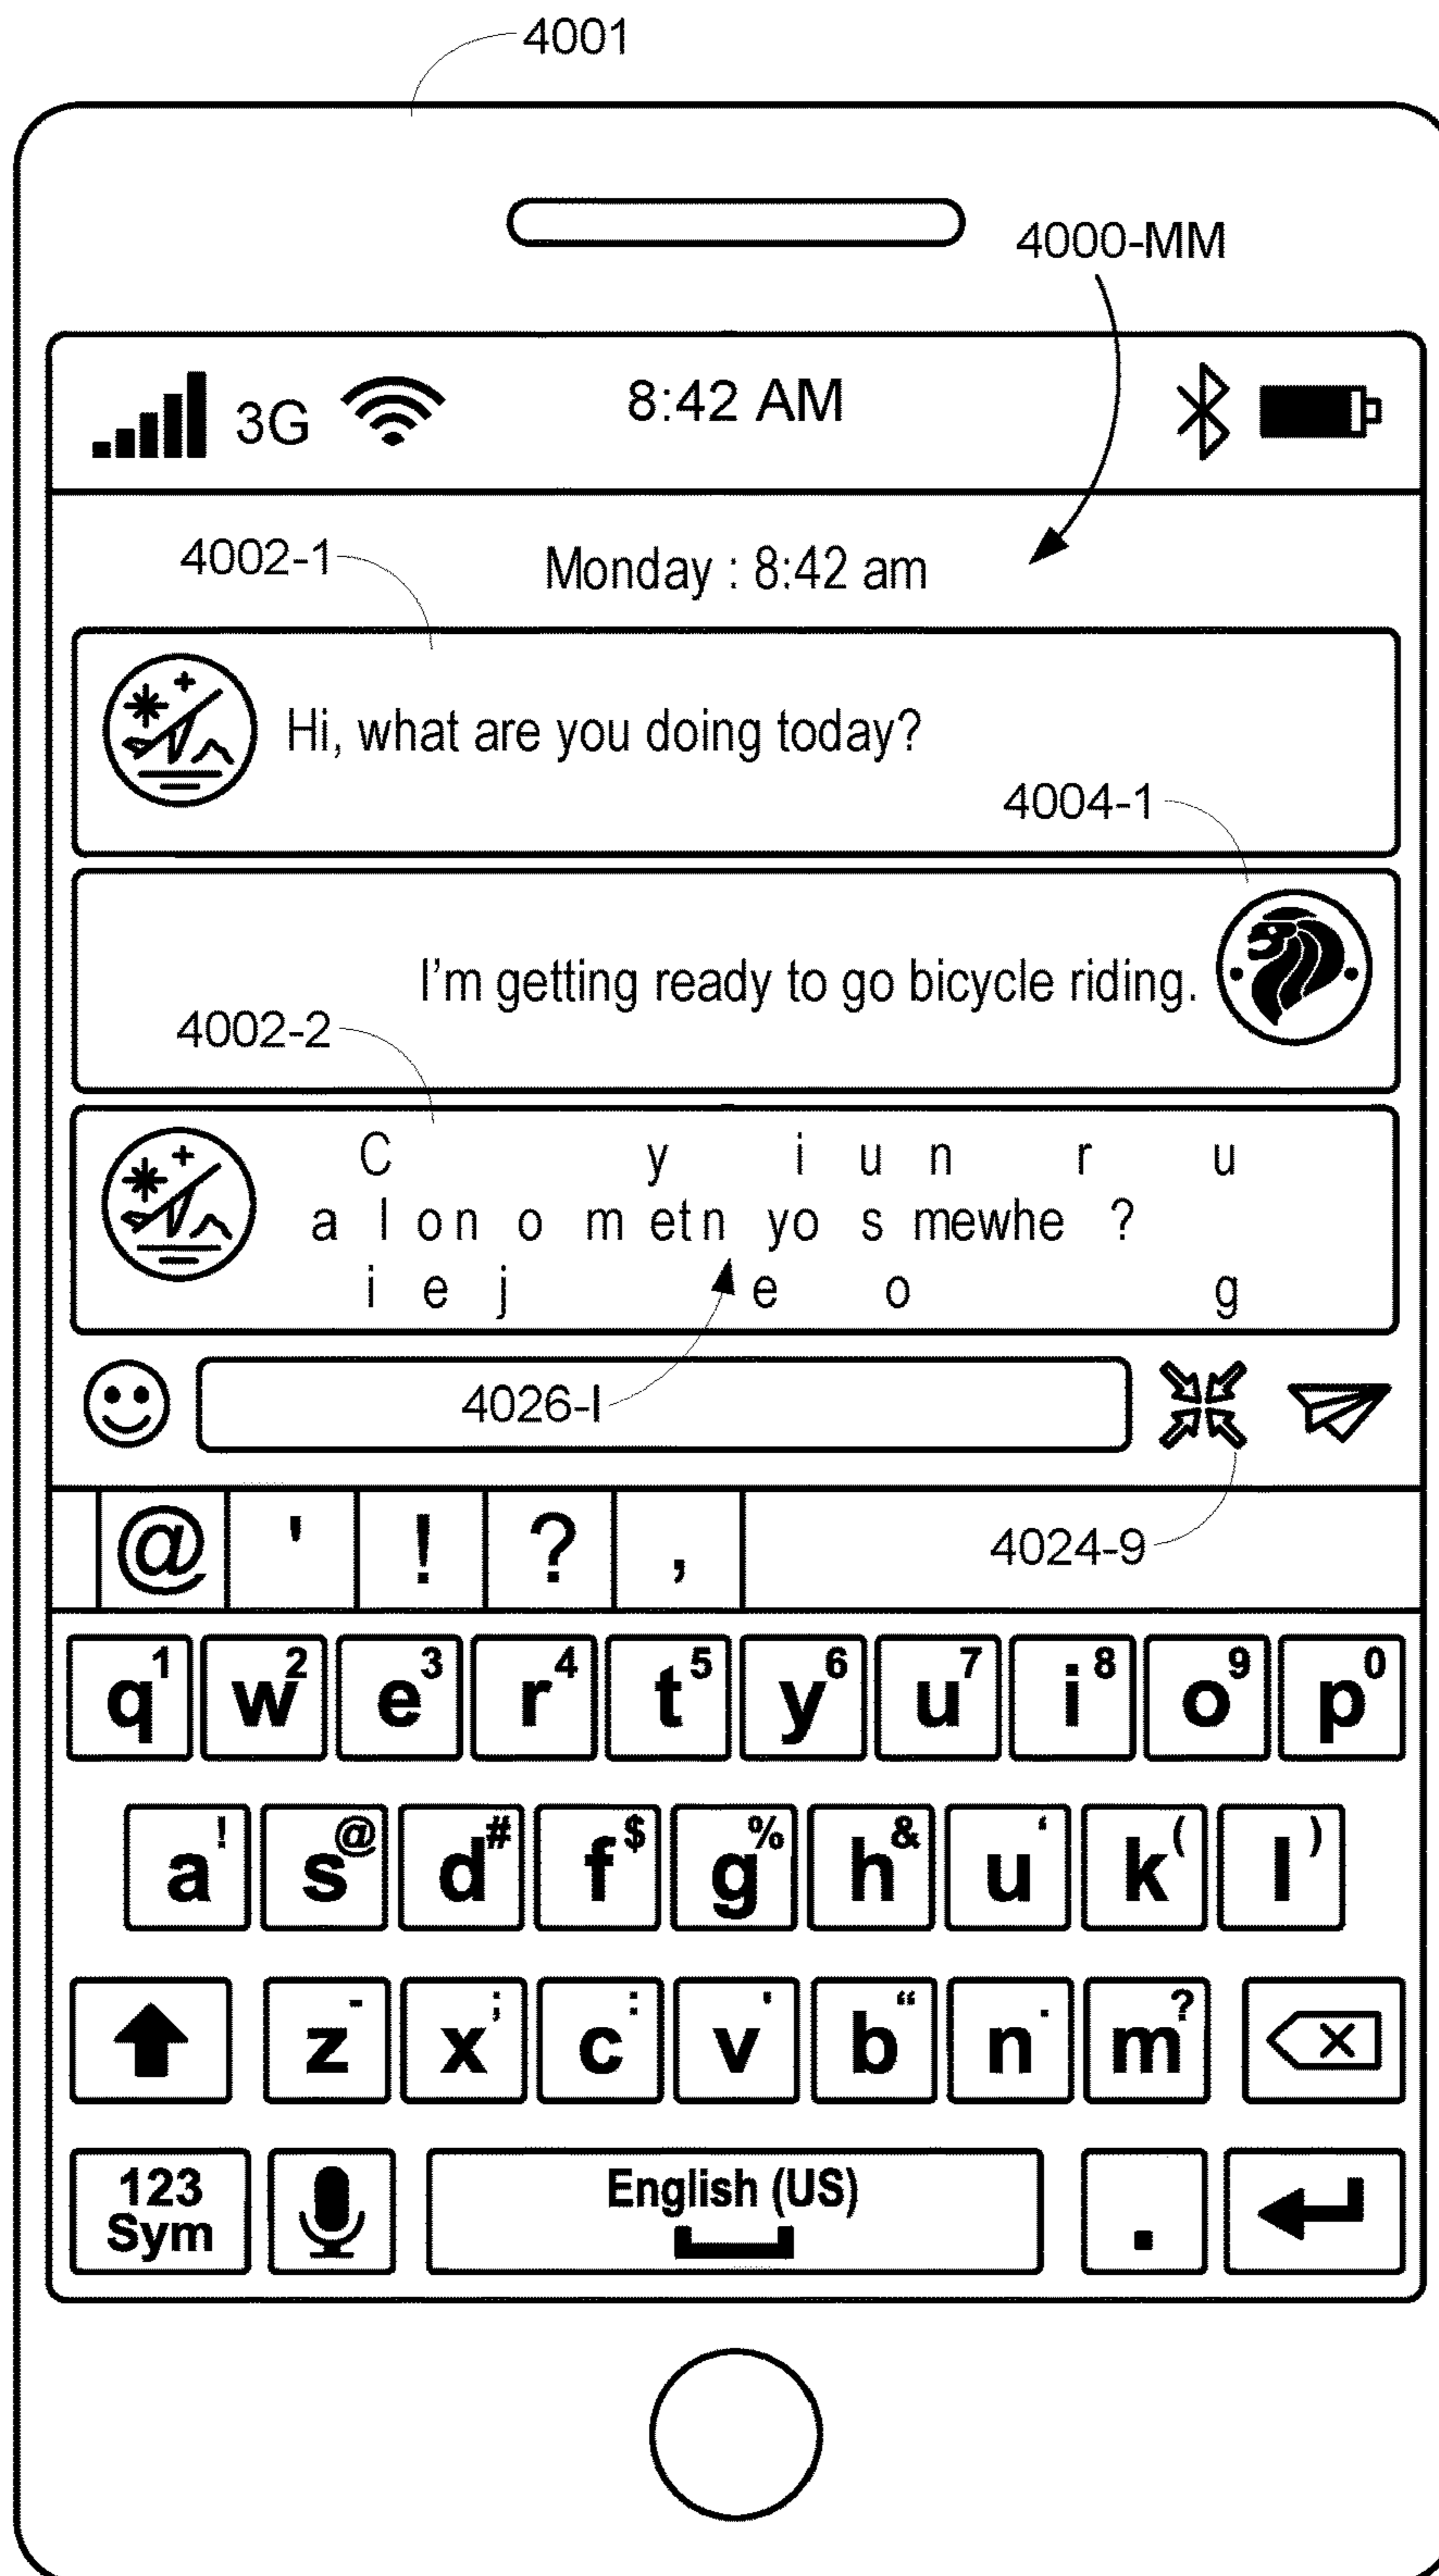 4001
4000-MM
3G 8:42 AM
4002-1 Monday : 8:42 am
Hi, what are you doing today?
4004-1
I'm getting ready to go bicycle riding.
4002-2
C y i u n r u
a l o n o m etn yo s mewhe ?
i e j e o g
4026-I
@ ' ! ? ,
4024-9
q1 w2 e3 r4 t5 y6 u7 i8 o9 p0
a! s@ d# f$ g% h& u‘ k( l)
z- x; c: v' b“ n. m?
123 English (US) .
Sym